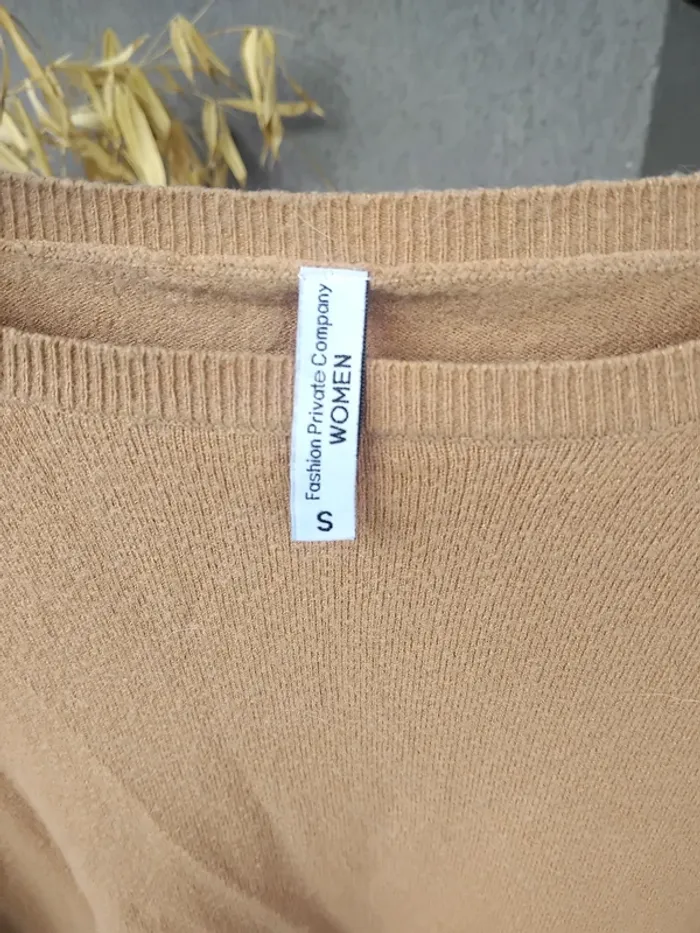 Fashion Private Company
WOMEN
S